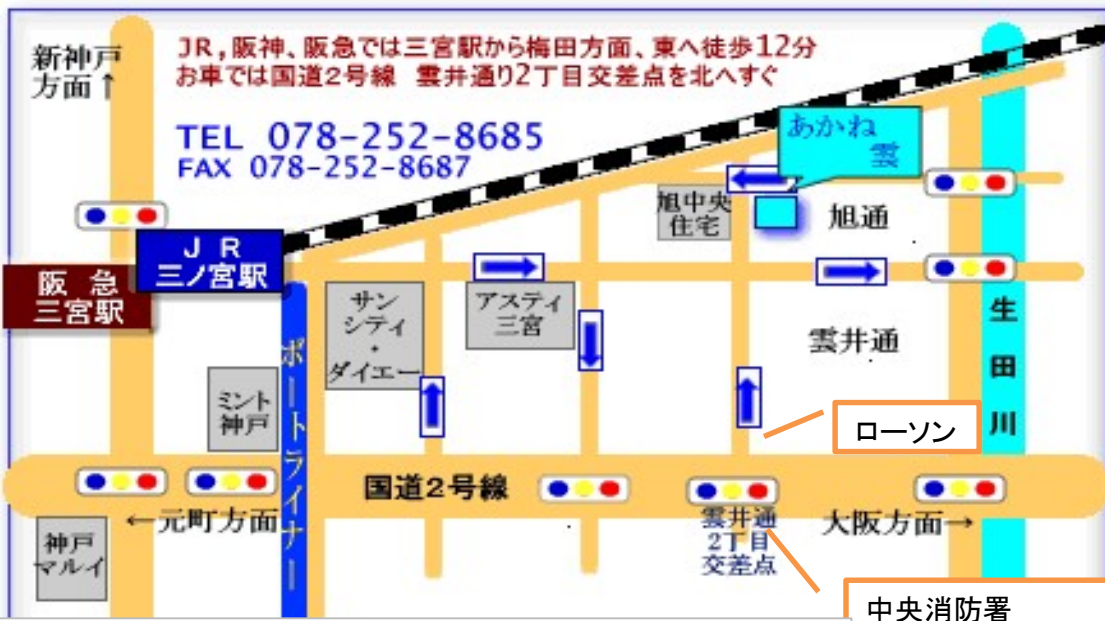 新神戸
方面↑
JR,阪神、阪急では三宮駅から梅田方面、東へ徒歩12分
お車では国道2号線 雲井通り2丁目交差点を北へすぐ
TEL 078-252-8685
FAX 078-252-8687
あかね
雲
旭中央
住宅
旭通
JR
三ノ宮駅
阪急
三宮駅
サン
シティ
・
ダイエー
アスティ
三宮
雲井通
生田川
ポートライナー
ミント
神戸
ローソン
国道2号線
←元町方面
雲井通
2丁目
交差点
大阪方面→
神戸
マルイ
中央消防署